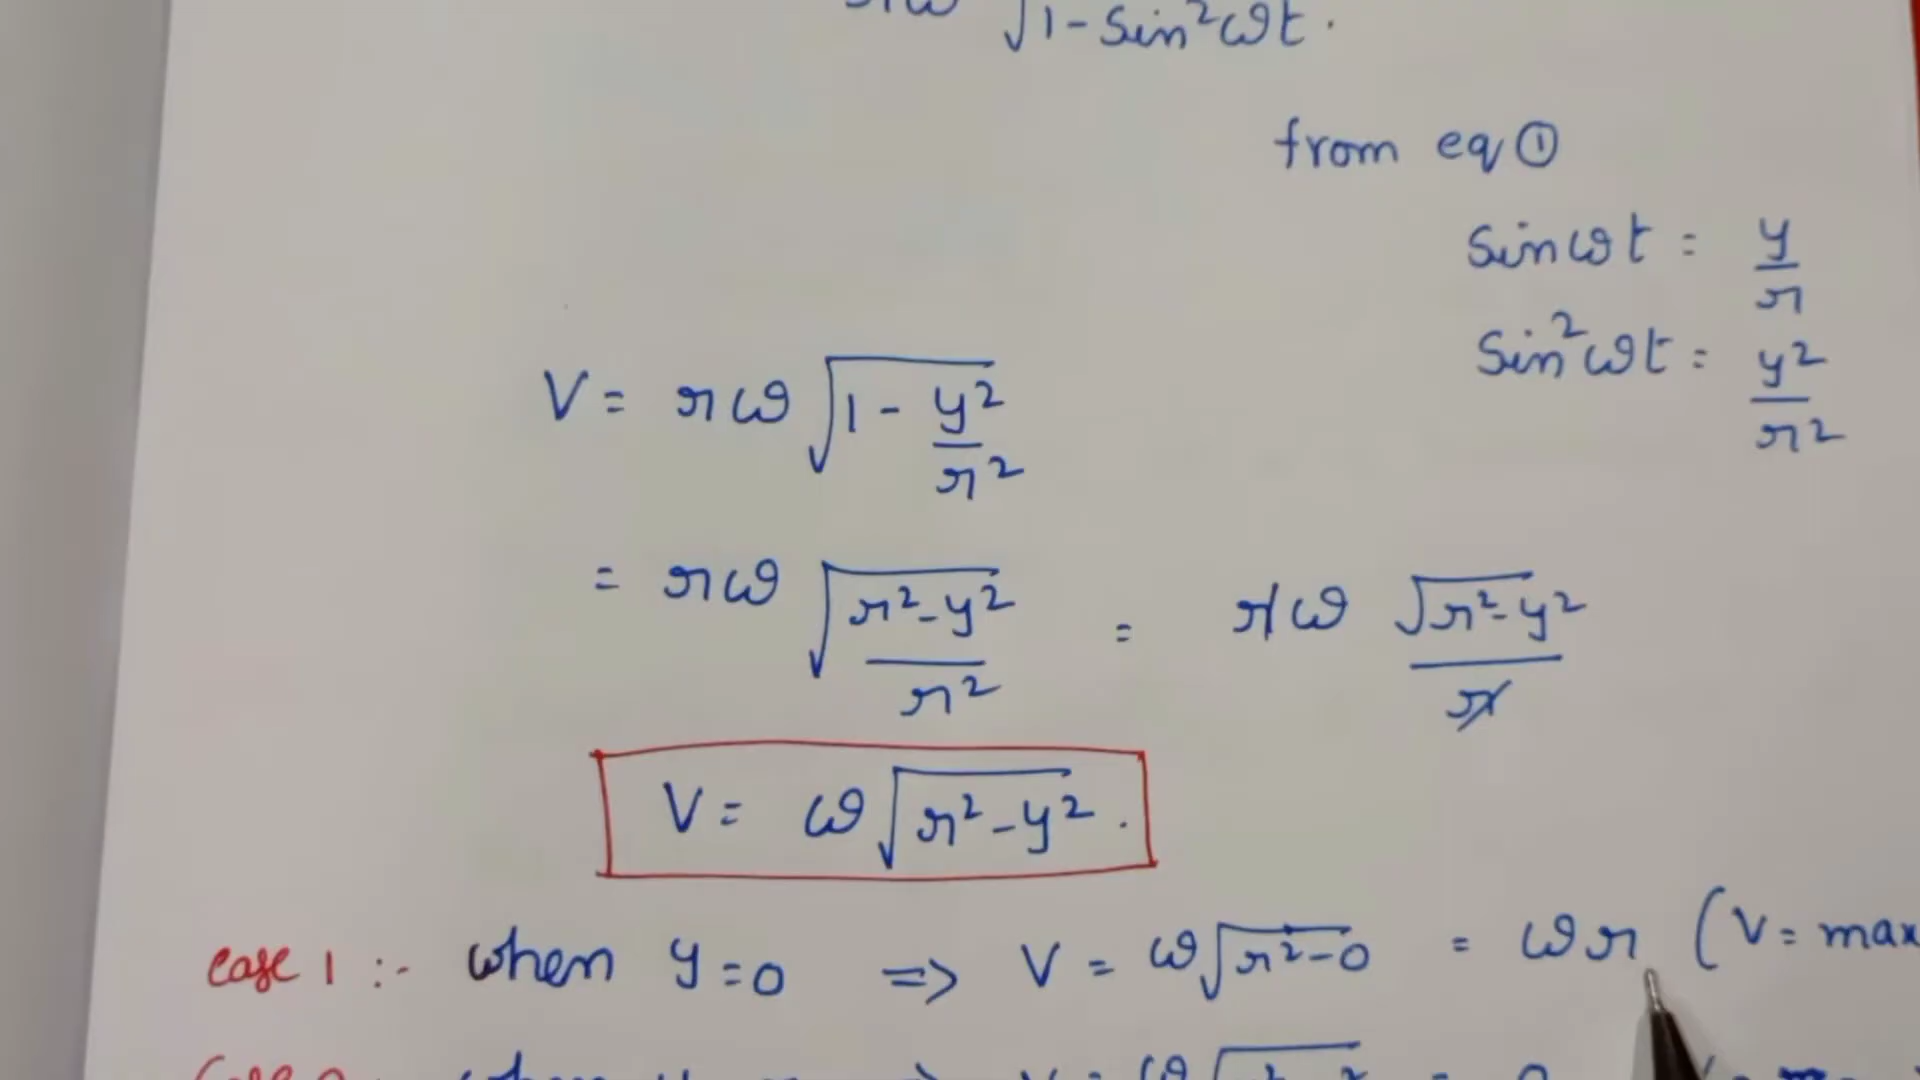 √1-Sin²ωt.
from eq ①
Sinωt = y/r
Sin²ωt = y²/r²
V = rω √1 - y²/r²
= rω √r²-y²/r² = rω √r²-y²/r
V = ω√r²-y² .
case 1 :- when y=0 => V = ω√r²-0 = ωr (V = max